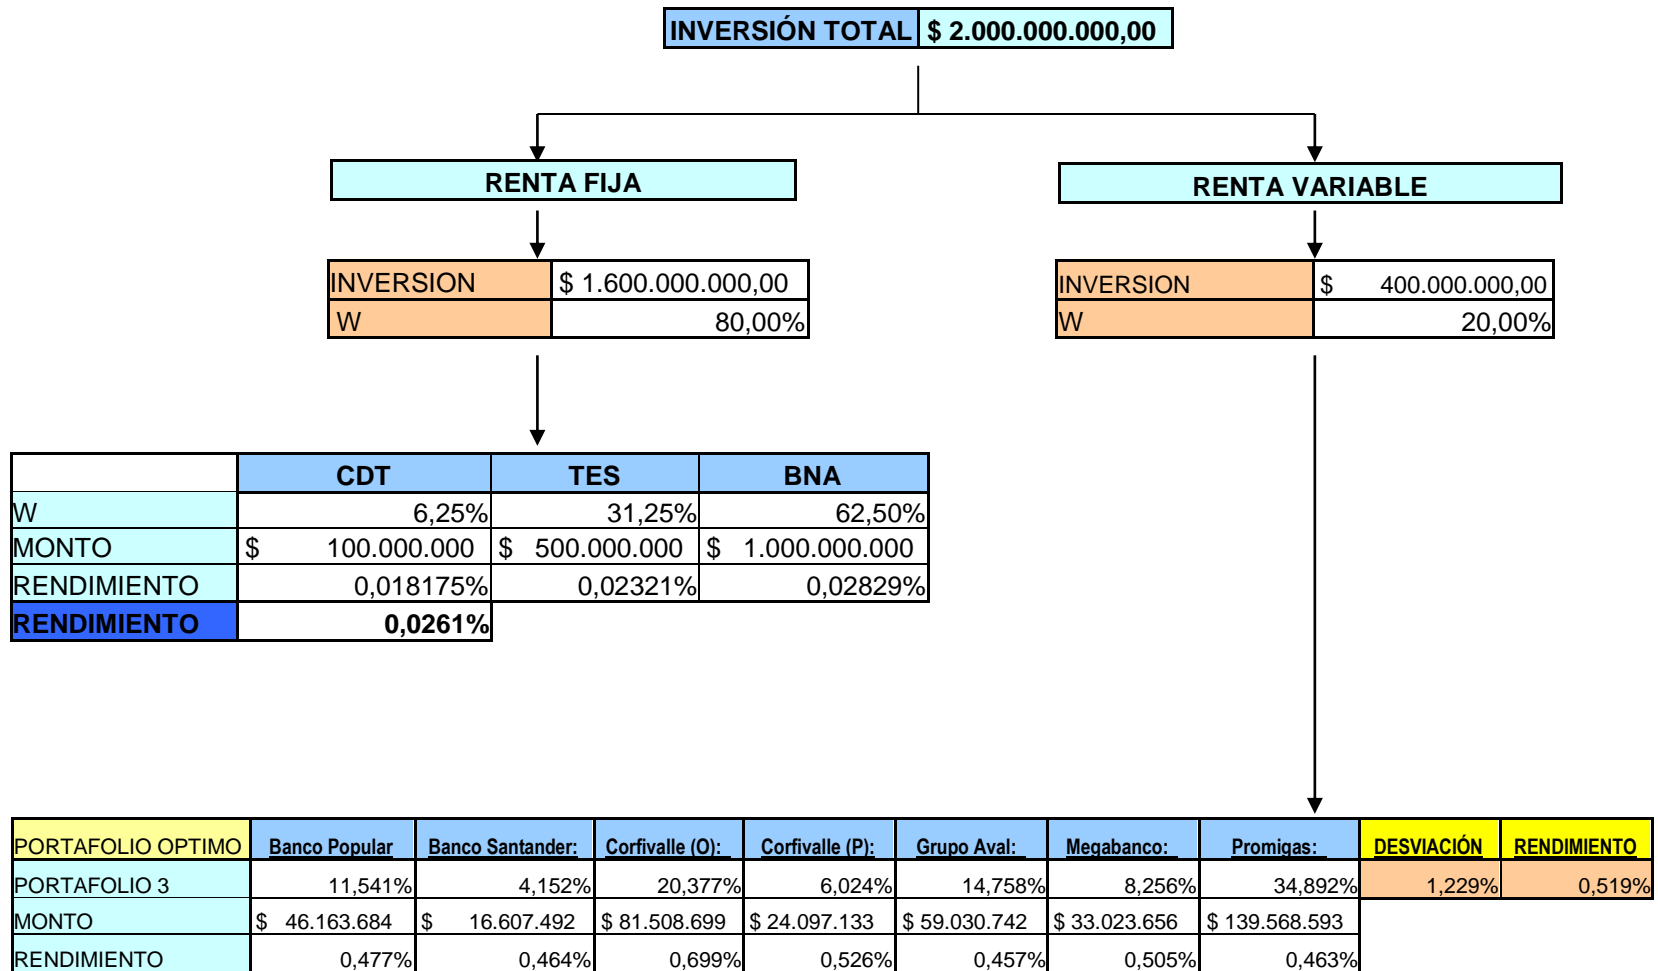 INVERSIÓN TOTAL $ 2.000.000.000,00
RENTA FIJA RENTA VARIABLE
INVERSION $ 1.600.000.000,00 INVERSION $ 400.000.000,00
W 80,00% W 20,00%
CDT TES BNA
W 6,25% 31,25% 62,50%
MONTO $ 100.000.000 $ 500.000.000 $ 1.000.000.000
RENDIMIENTO 0,018175% 0,02321% 0,02829%
RENDIMIENTO 0,0261%
PORTAFOLIO OPTIMO Banco Popular Banco Santander: Corfivalle (O): Corfivalle (P): Grupo Aval: Megabanco: Promigas: DESVIACIÓN RENDIMIENTO
PORTAFOLIO 3 11,541% 4,152% 20,377% 6,024% 14,758% 8,256% 34,892% 1,229% 0,519%
MONTO $ 46.163.684 $ 16.607.492 $ 81.508.699 $ 24.097.133 $ 59.030.742 $ 33.023.656 $ 139.568.593
RENDIMIENTO 0,477% 0,464% 0,699% 0,526% 0,457% 0,505% 0,463%